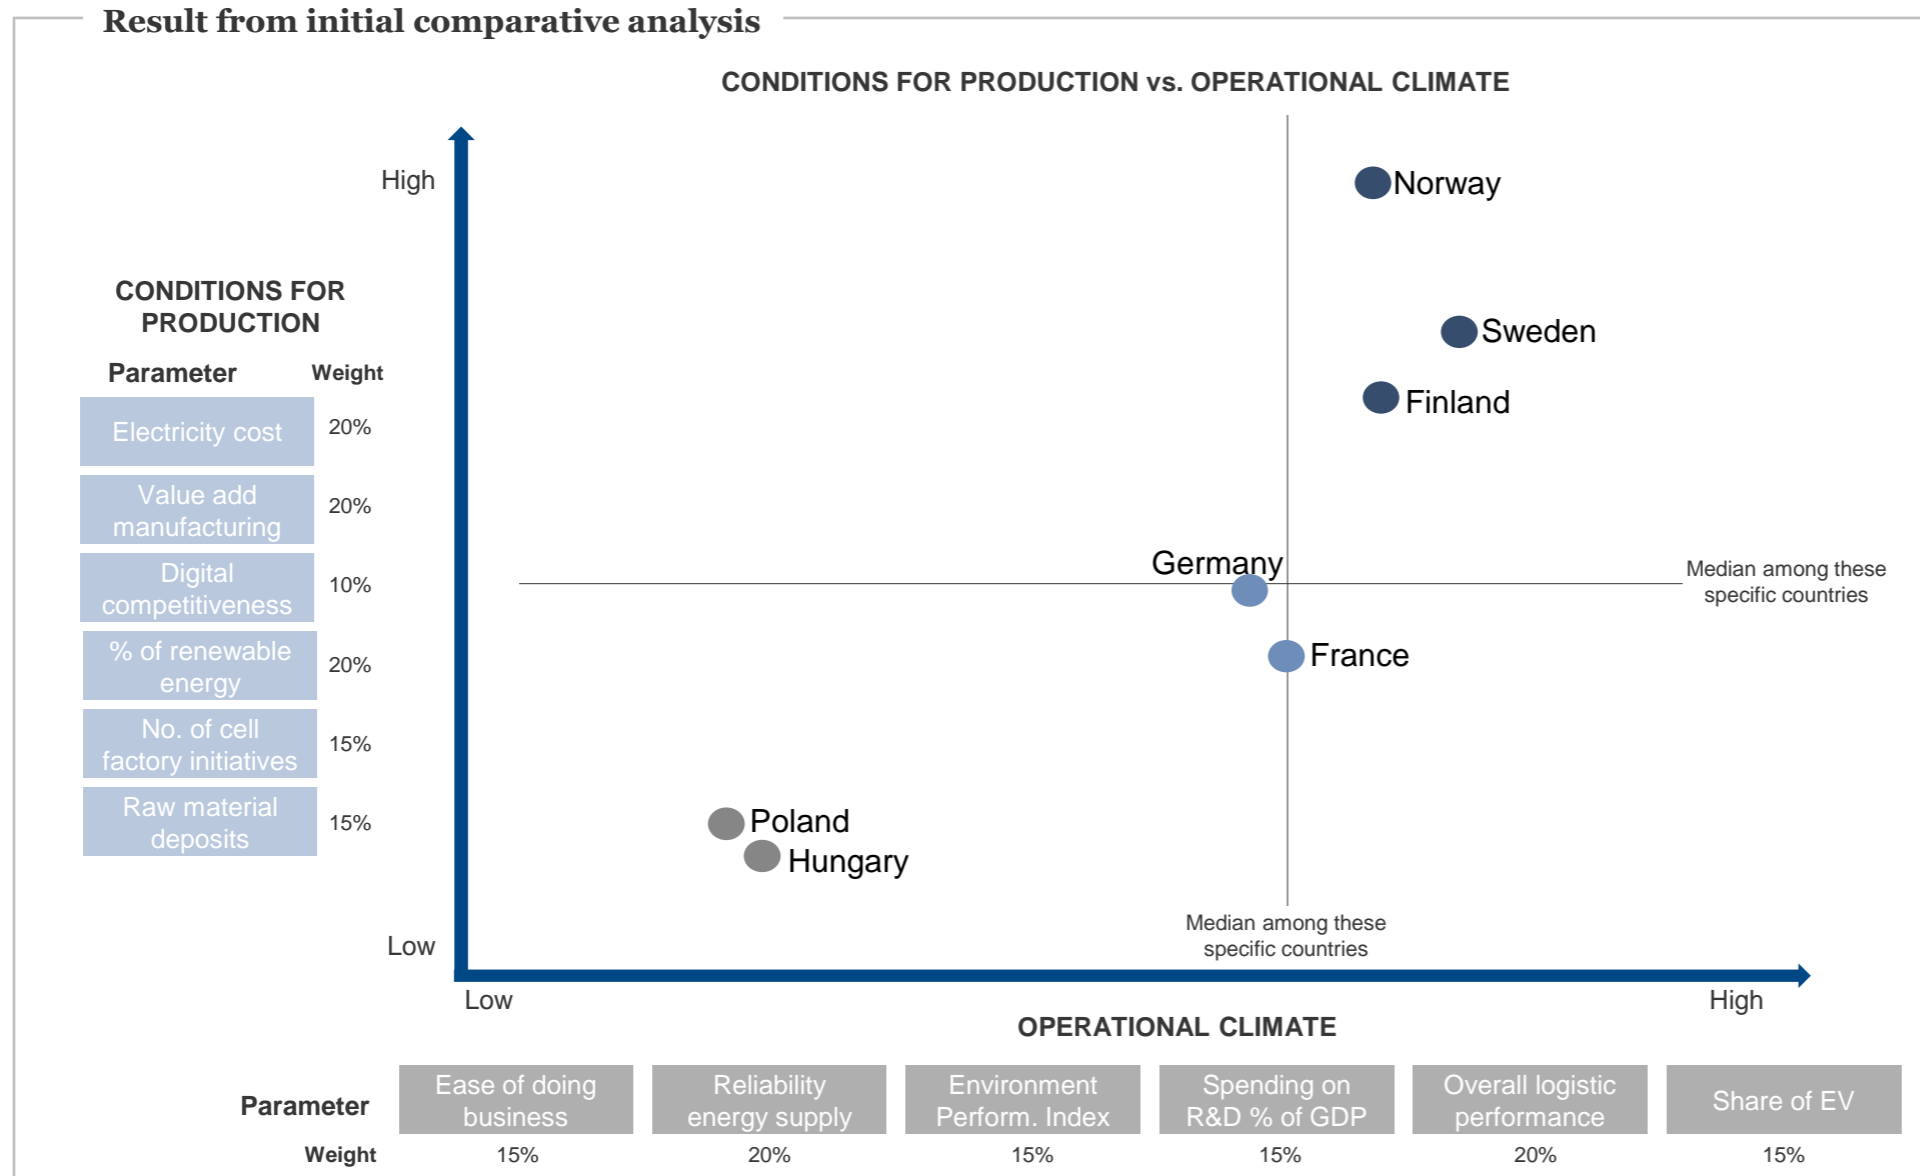 Result from initial comparative analysis
CONDITIONS FOR PRODUCTION vs. OPERATIONAL CLIMATE
High
Norway
Sweden
Finland
Germany
France
Poland
Hungary
Median among these
specific countries
Median among these
specific countries
Low
Low
High
CONDITIONS FOR
PRODUCTION
Parameter Weight
Electricity cost 20%
Value add
manufacturing 20%
Digital
competitiveness 10%
% of renewable
energy 20%
No. of cell
factory initiatives 15%
Raw material
deposits 15%
OPERATIONAL CLIMATE
Parameter
Ease of doing
business
Reliability
energy supply
Environment
Perform. Index
Spending on
R&D % of GDP
Overall logistic
performance
Share of EV
Weight 15% 20% 15% 15% 20% 15%